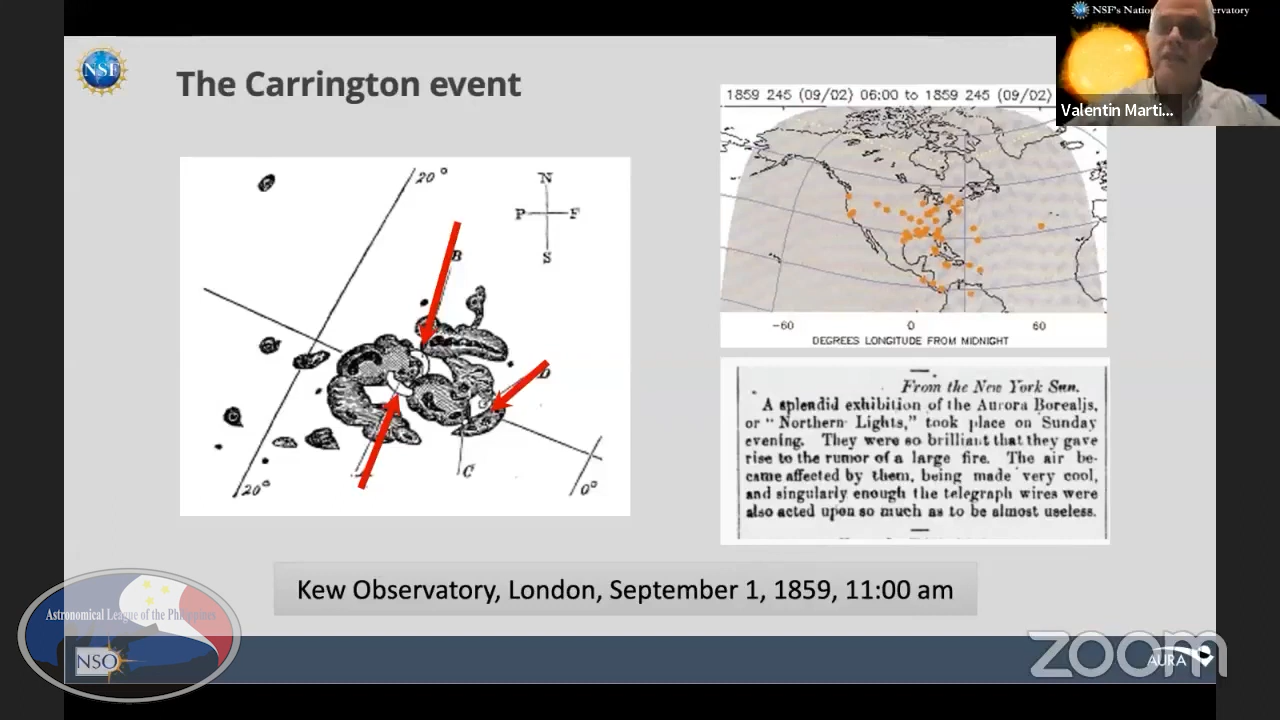 NSF's Nation
ervatory
Valentin Marti...
NSF
The Carrington event
20°
N
P
F
S
B
D
C
20°
0°
1859 245 (09/02) 06:00 to 1859 245 (09/02)
-60
0
60
DEGREES LONGITUDE FROM MIDNIGHT
From the New York Sun.
A splendid exhibition of the Aurora Borealis,
or "Northern Lights," took place on Sunday
evening. They were so brilliant that they gave
rise to the rumor of a large fire. The air be-
came affected by them, being made very cool,
and singularly enough the telegraph wires were
also acted upon so much as to be almost useless.
Kew Observatory, London, September 1, 1859, 11:00 am
Astronomical League of the Philippines
NSO
zoom
AURA